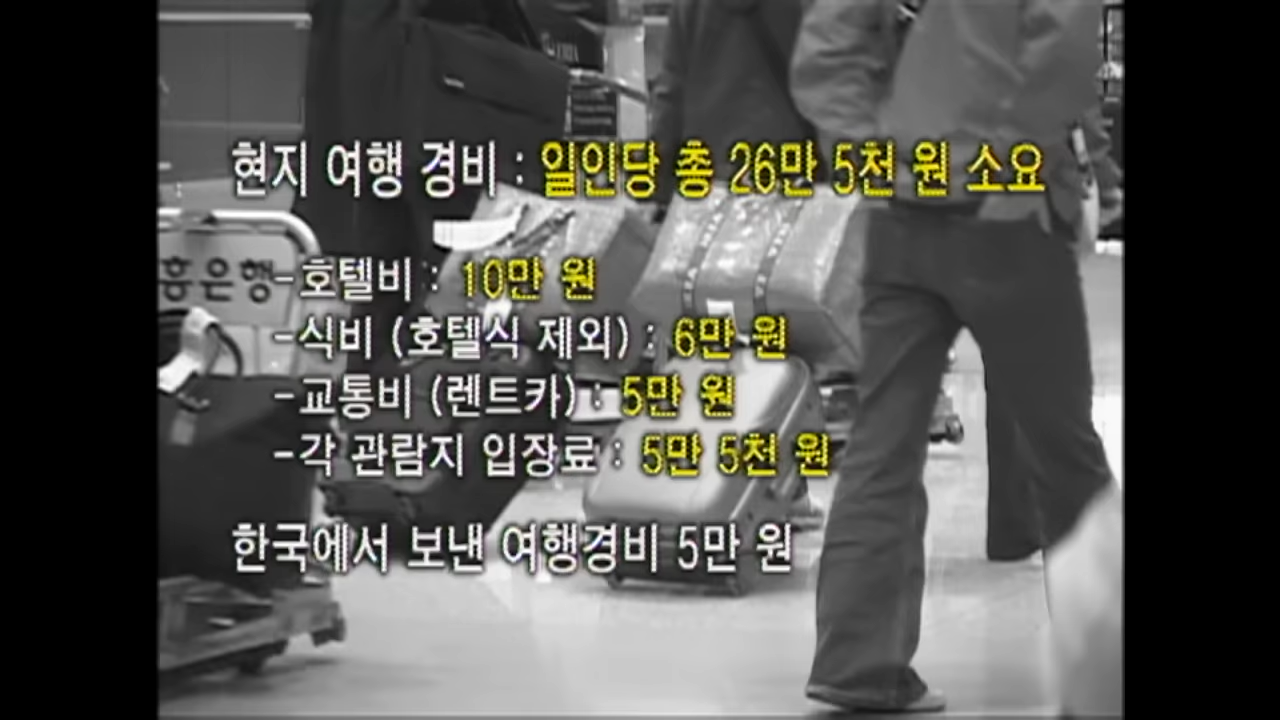 현지 여행 경비 : 일인당 총 26만 5천 원 소요
-호텔비 : 10만 원
-식비 (호텔식 제외) : 6만 원
-교통비 (렌트카) : 5만 원
-각 관람지 입장료 : 5만 5천 원
한국에서 보낸 여행경비 5만 원
은행